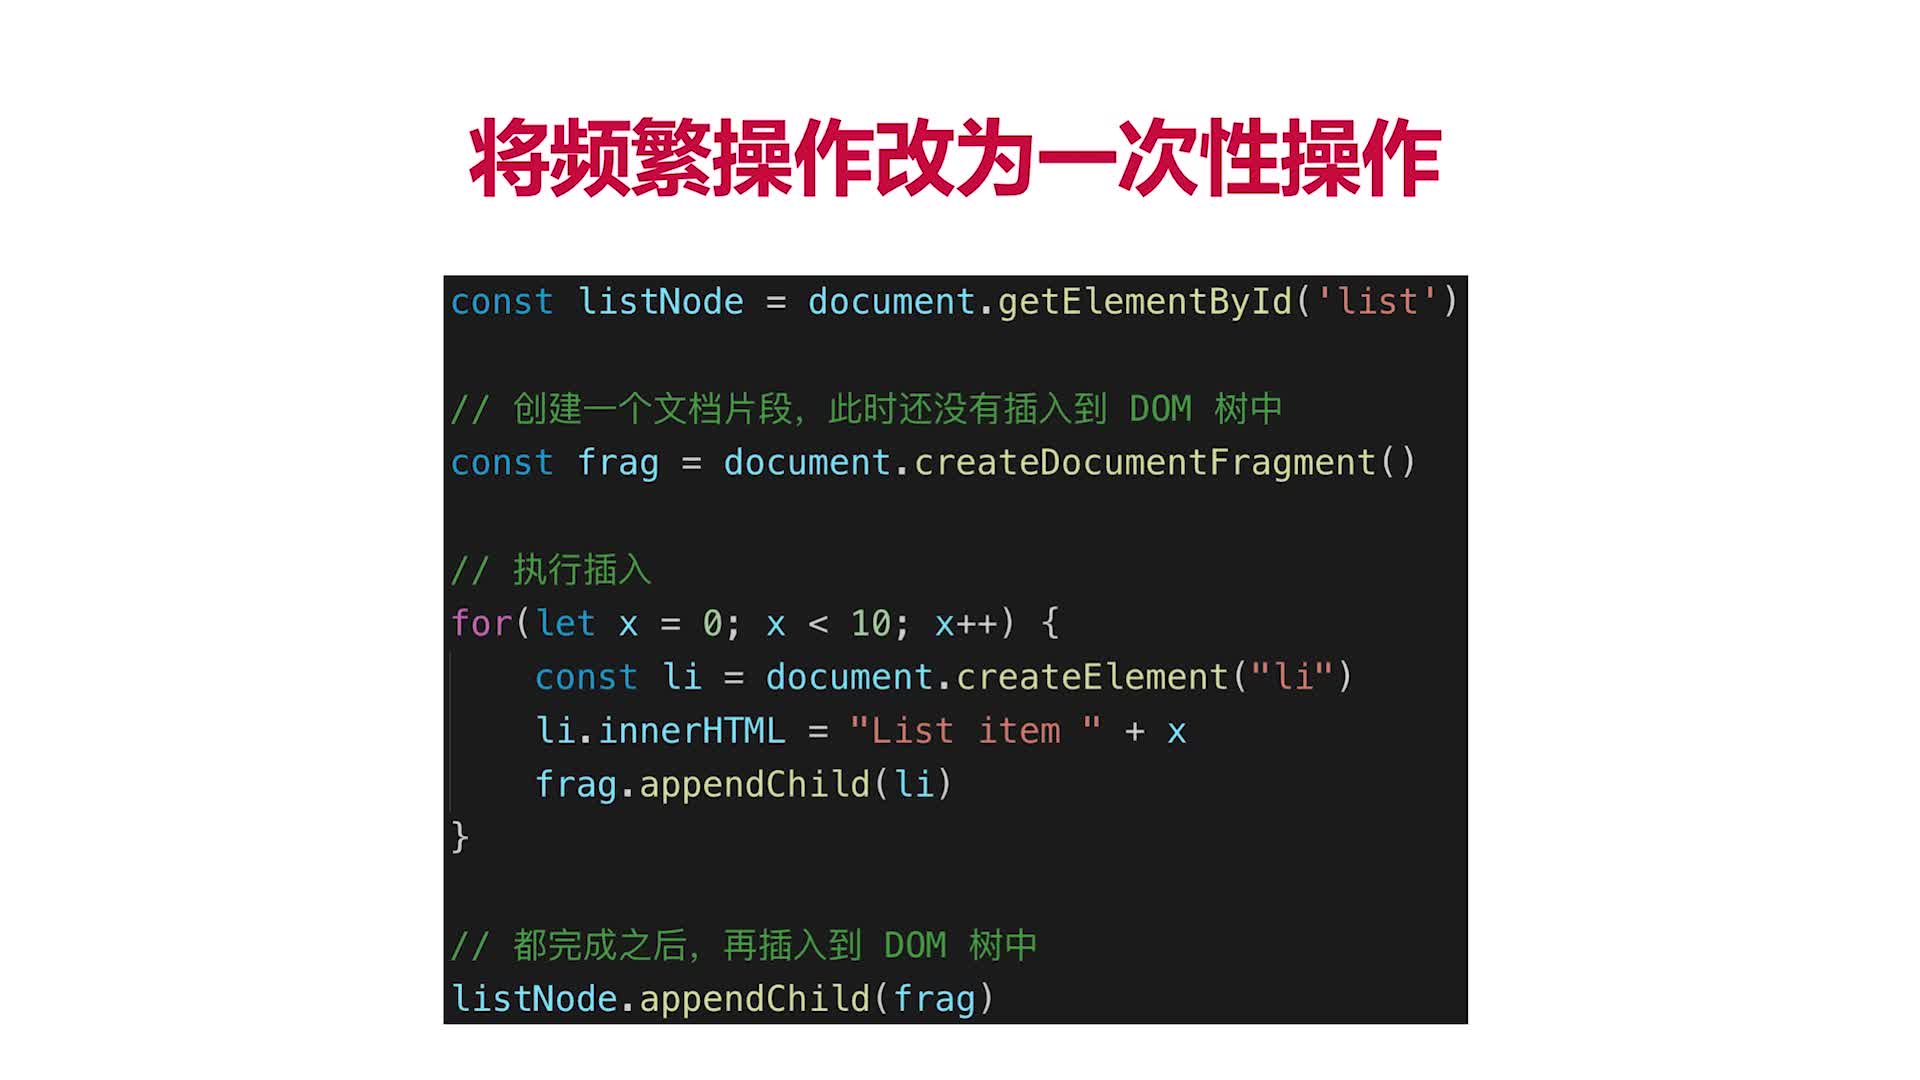 将频繁操作改为一次性操作
const listNode = document.getElementById('list')
// 创建一个文档片段，此时还没有插入到 DOM 树中
const frag = document.createDocumentFragment()
// 执行插入
for(let x = 0; x < 10; x++) {
    const li = document.createElement("li")
    li.innerHTML = "List item " + x
    frag.appendChild(li)
}
// 都完成之后，再插入到 DOM 树中
listNode.appendChild(frag)